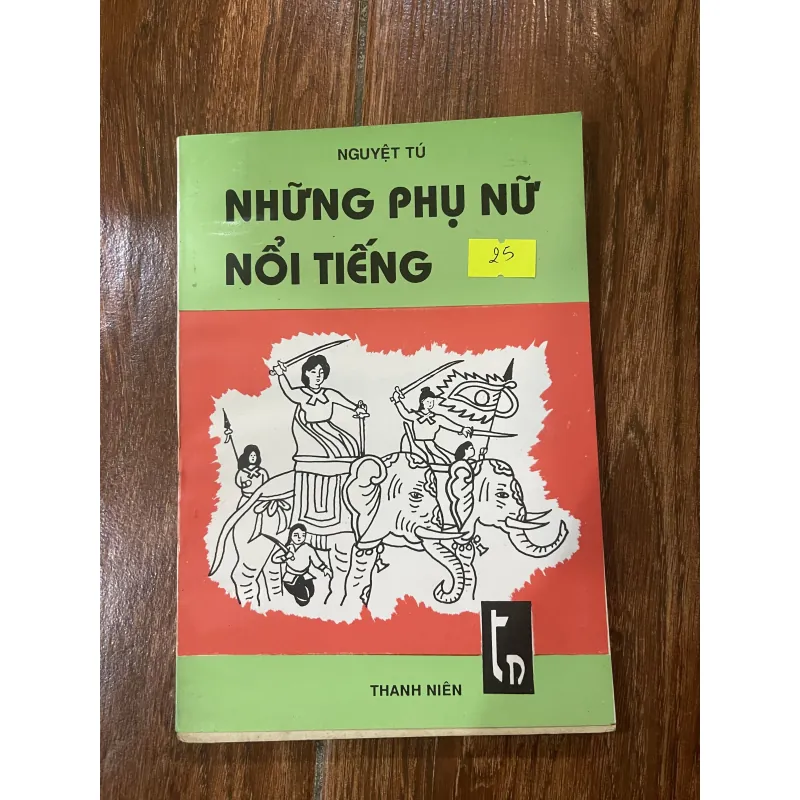 NGUYỆT TÚ
NHỮNG PHỤ NỮ
NỔI TIẾNG
25
tn
THANH NIÊN